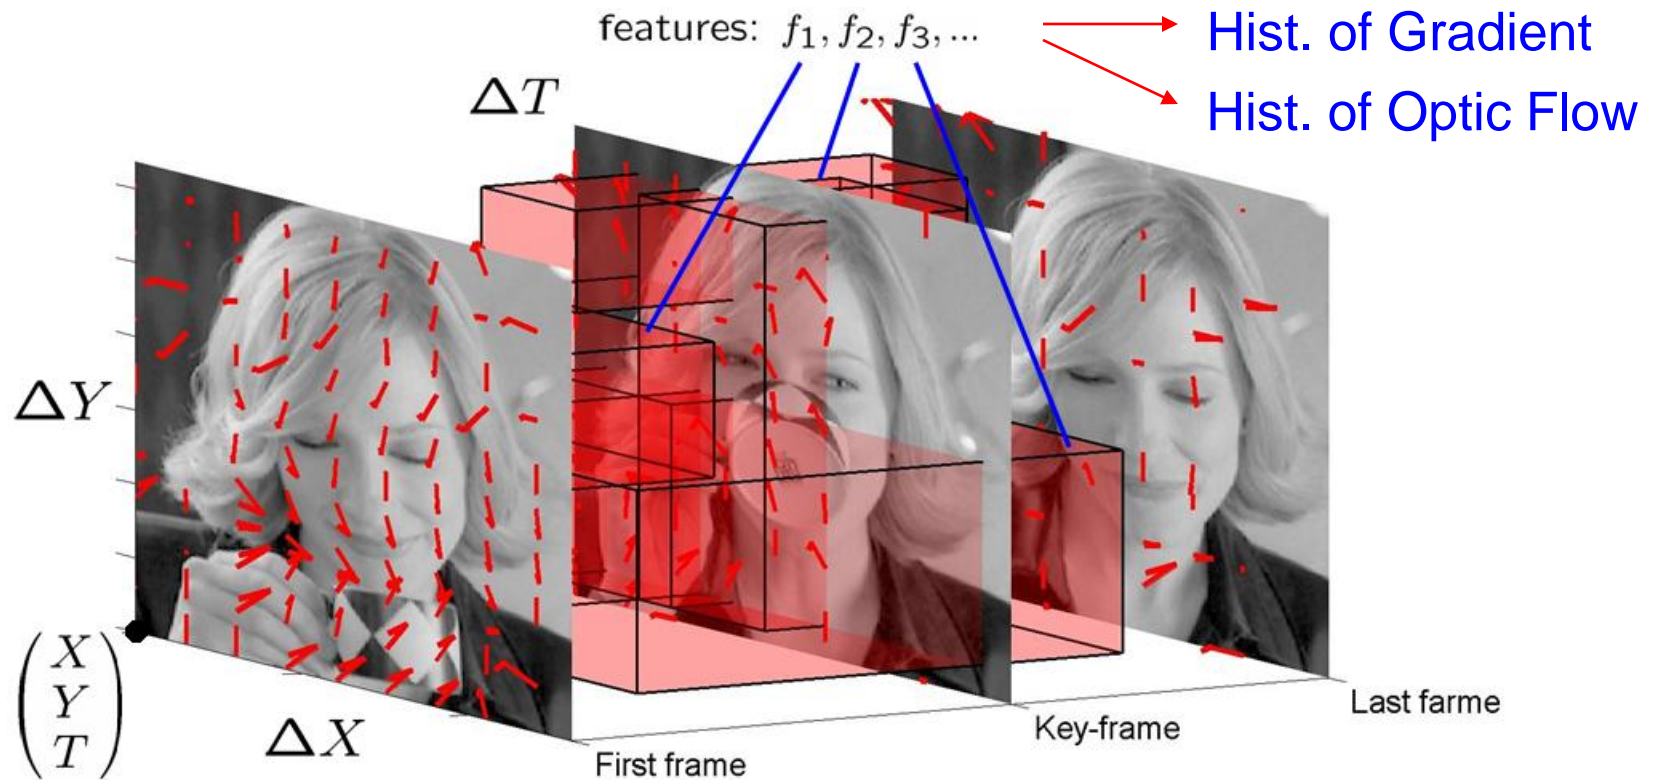 features: f1, f2, f3, ...
Hist. of Gradient
Hist. of Optic Flow
ΔT
ΔY
(X Y T)
ΔX
First frame
Key-frame
Last farme